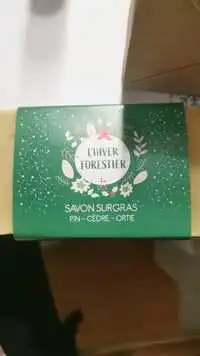 L'HIVER
FORESTIER
SAVON SURGRAS
PIN - CÈDRE - ORTIE